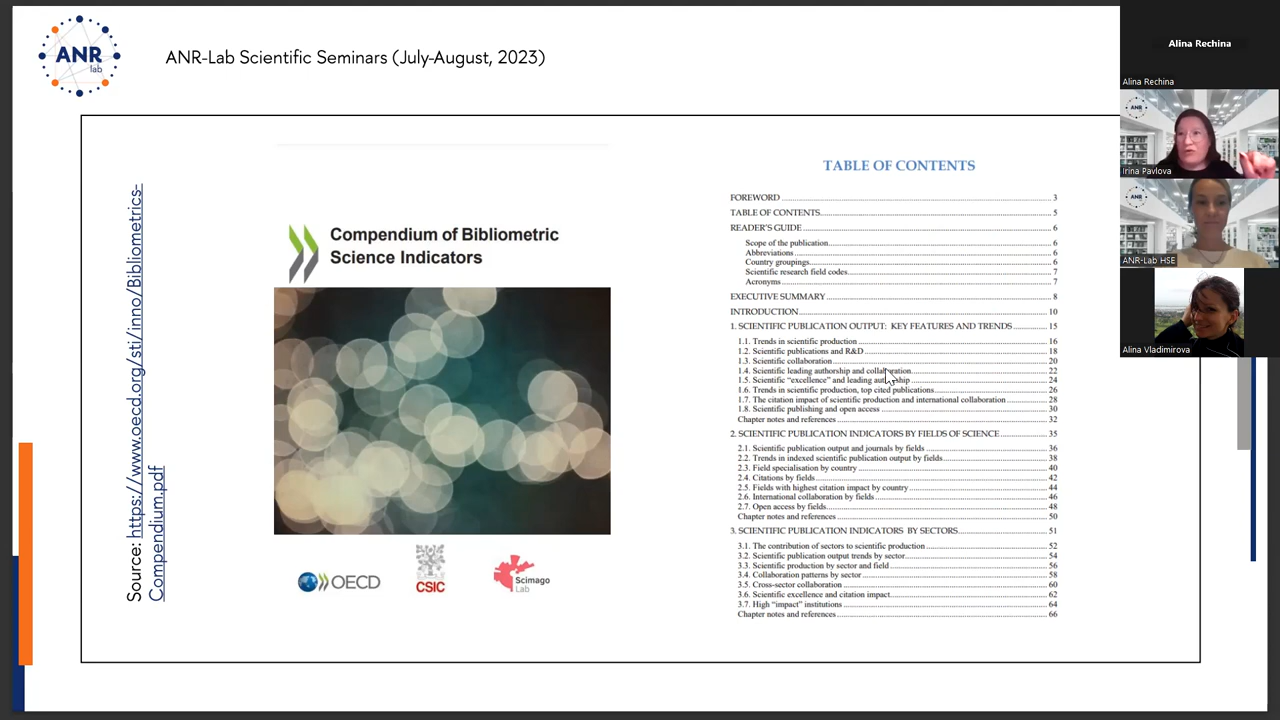 ANR
lab
ANR-Lab Scientific Seminars (July-August, 2023)
Source: https://www.oecd.org/sti/inno/Bibliometrics-
Compendium.pdf
Compendium of Bibliometric
Science Indicators
OECD
CSIC
Scimago
Lab
TABLE OF CONTENTS
FOREWORD 3
TABLE OF CONTENTS 5
READER'S GUIDE 6
Scope of the publication 6
Abbreviations 6
Country groupings 6
Scientific research field codes 7
Acronyms 7
EXECUTIVE SUMMARY 8
INTRODUCTION 10
1. SCIENTIFIC PUBLICATION OUTPUT: KEY FEATURES AND TRENDS 15
1.1. Trends in scientific production 16
1.2. Scientific publications and R&D 18
1.3. Scientific collaboration 20
1.4. Scientific leading authorship and collaboration 22
1.5. Scientific "excellence" and leading authorship 24
1.6. Trends in scientific production, top cited publications 26
1.7. The citation impact of scientific production and international collaboration 28
1.8. Scientific publishing and open access 30
Chapter notes and references 32
2. SCIENTIFIC PUBLICATION INDICATORS BY FIELDS OF SCIENCE 35
2.1. Scientific publication output and journals by fields 36
2.2. Trends in indexed scientific publication output by fields 38
2.3. Field specialisation by country 40
2.4. Citations by fields 42
2.5. Fields with highest citation impact by country 44
2.6. International collaboration by fields 46
2.7. Open access by fields 48
Chapter notes and references 50
3. SCIENTIFIC PUBLICATION INDICATORS BY SECTORS 51
3.1. The contribution of sectors to scientific production 52
3.2. Scientific publication output trends by sector 54
3.3. Scientific production by sector and field 56
3.4. Collaboration patterns by sector 58
3.5. Cross-sector collaboration 60
3.6. Scientific excellence and citation impact 62
3.7. High "impact" institutions 64
Chapter notes and references 66
Alina Rechina
Alina Rechina
ANR
Irina Pavlova
ANR
ANR-Lab HSE
Alina Vladimirova